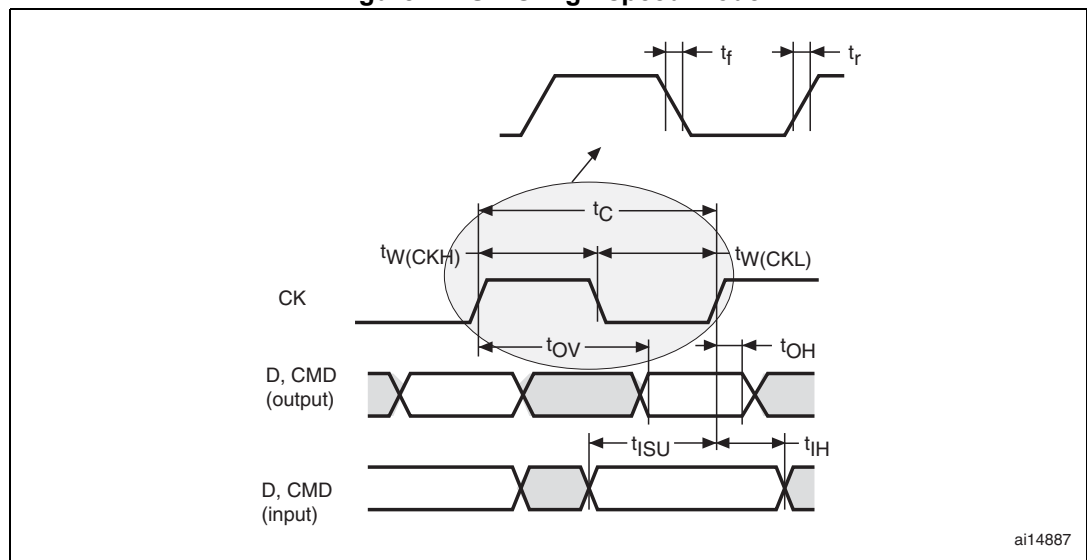 tf
tr
tC
tW(CKH)
tW(CKL)
CK
tOV
tOH
D, CMD
(output)
tISU
tIH
D, CMD
(input)
ai14887